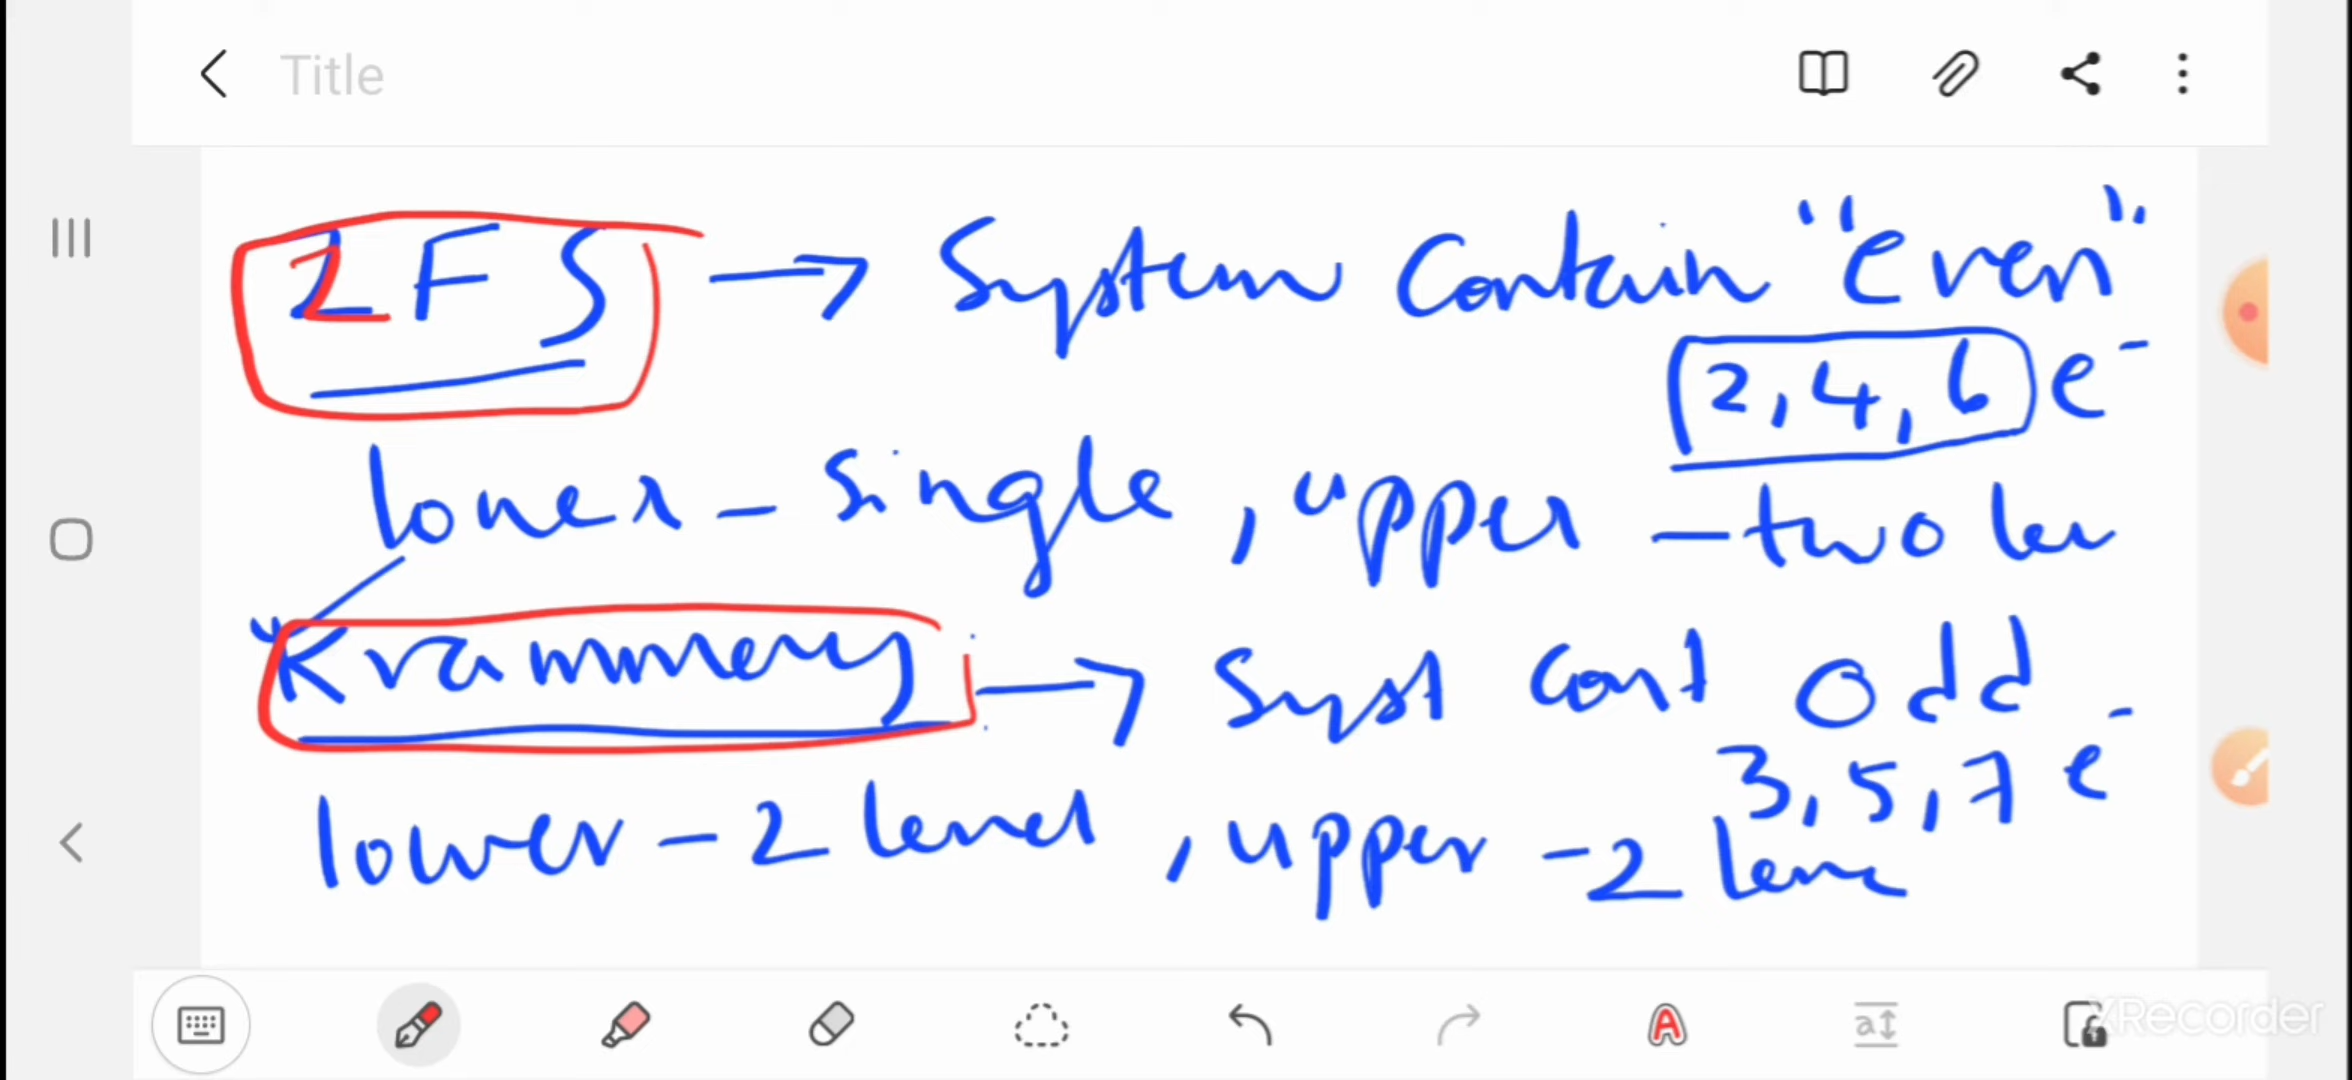 Title
ZFS → System Contain "even"
2,4,6 e⁻
lower - single, upper - two lev
Krammers → Syst Cont Odd
3,5,7 e⁻
lower - 2 level, upper - 2 leve
A
a
XRecorder